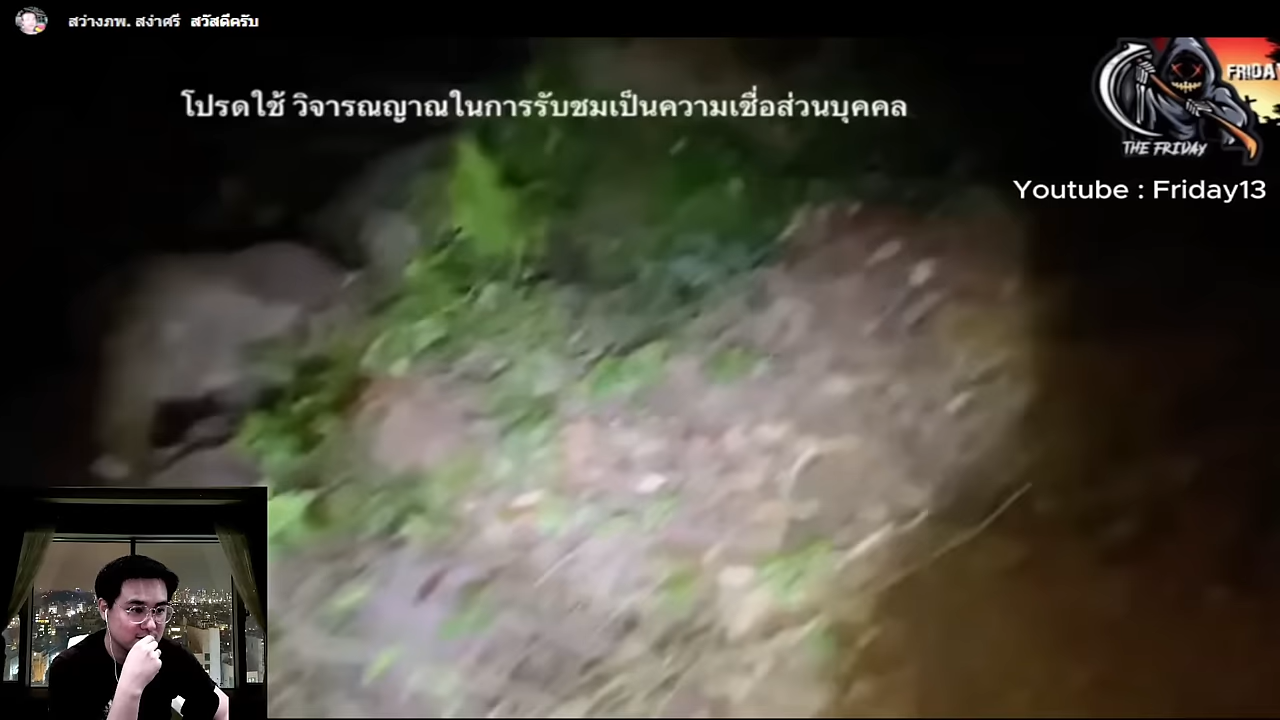 สว่างภพ. สง่าศรี สวัสดีครับ
โปรดใช้ วิจารณญาณในการรับชมเป็นความเชื่อส่วนบุคคล
FRIDAY
THE FRIDAY
Youtube : Friday13